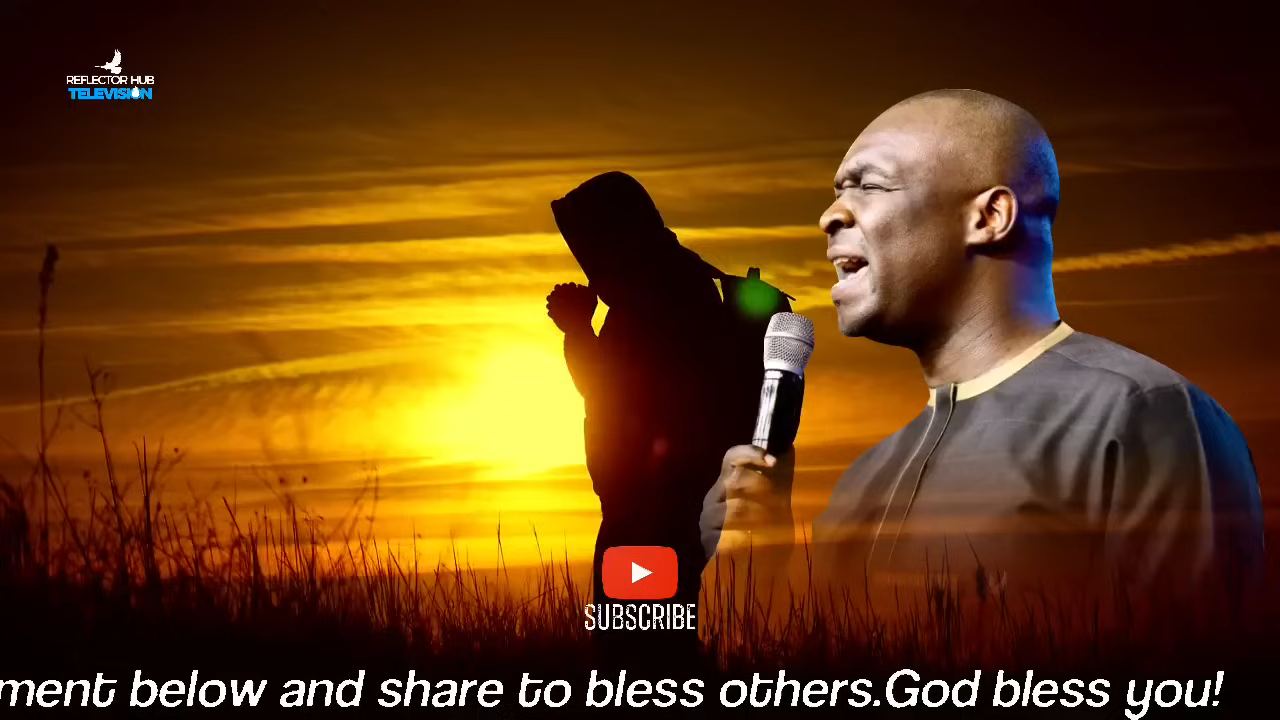 REFLECTOR HUB
TELEVISION
SUBSCRIBE
ment below and share to bless others.God bless you!